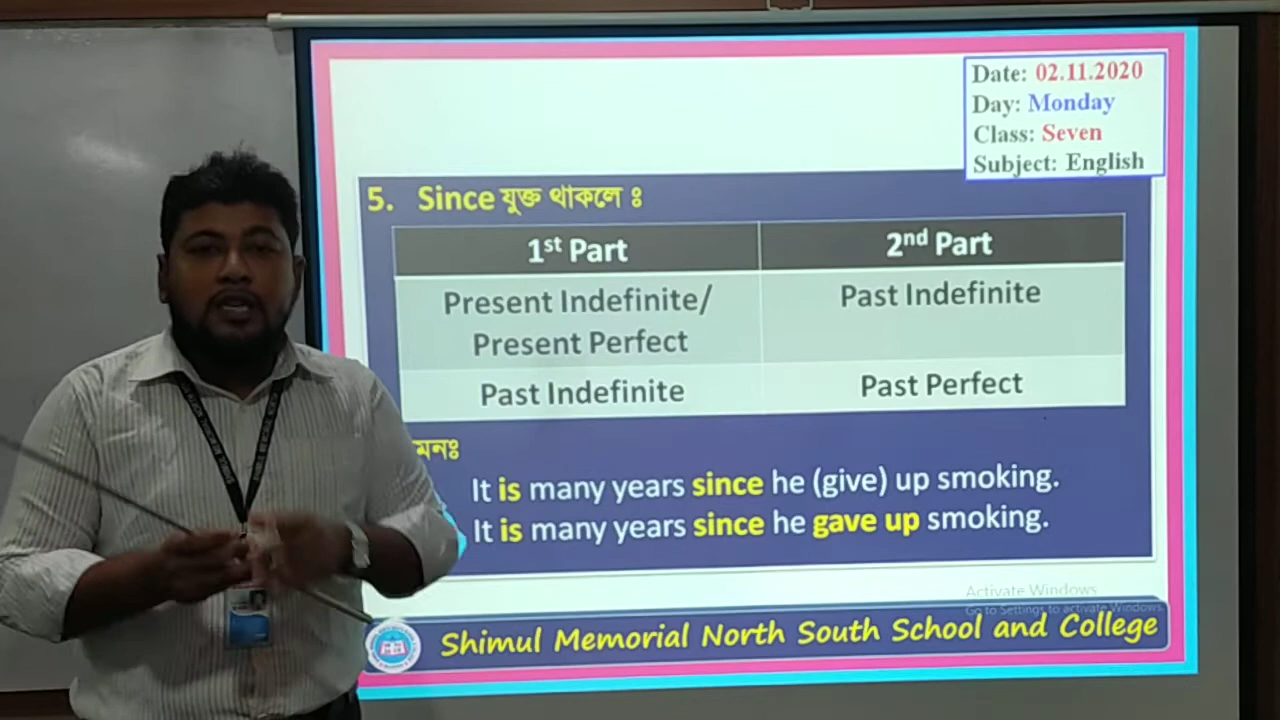 Date: 02.11.2020
Day: Monday
Class: Seven
Subject: English
5. Since যুক্ত থাকলে ঃ
1st Part 2nd Part
Present Indefinite/ Past Indefinite
Present Perfect
Past Indefinite Past Perfect
মনঃ
It is many years since he (give) up smoking.
It is many years since he gave up smoking.
Activate Windows
Go to Settings to activate Windows.
Shimul Memorial North South School and College